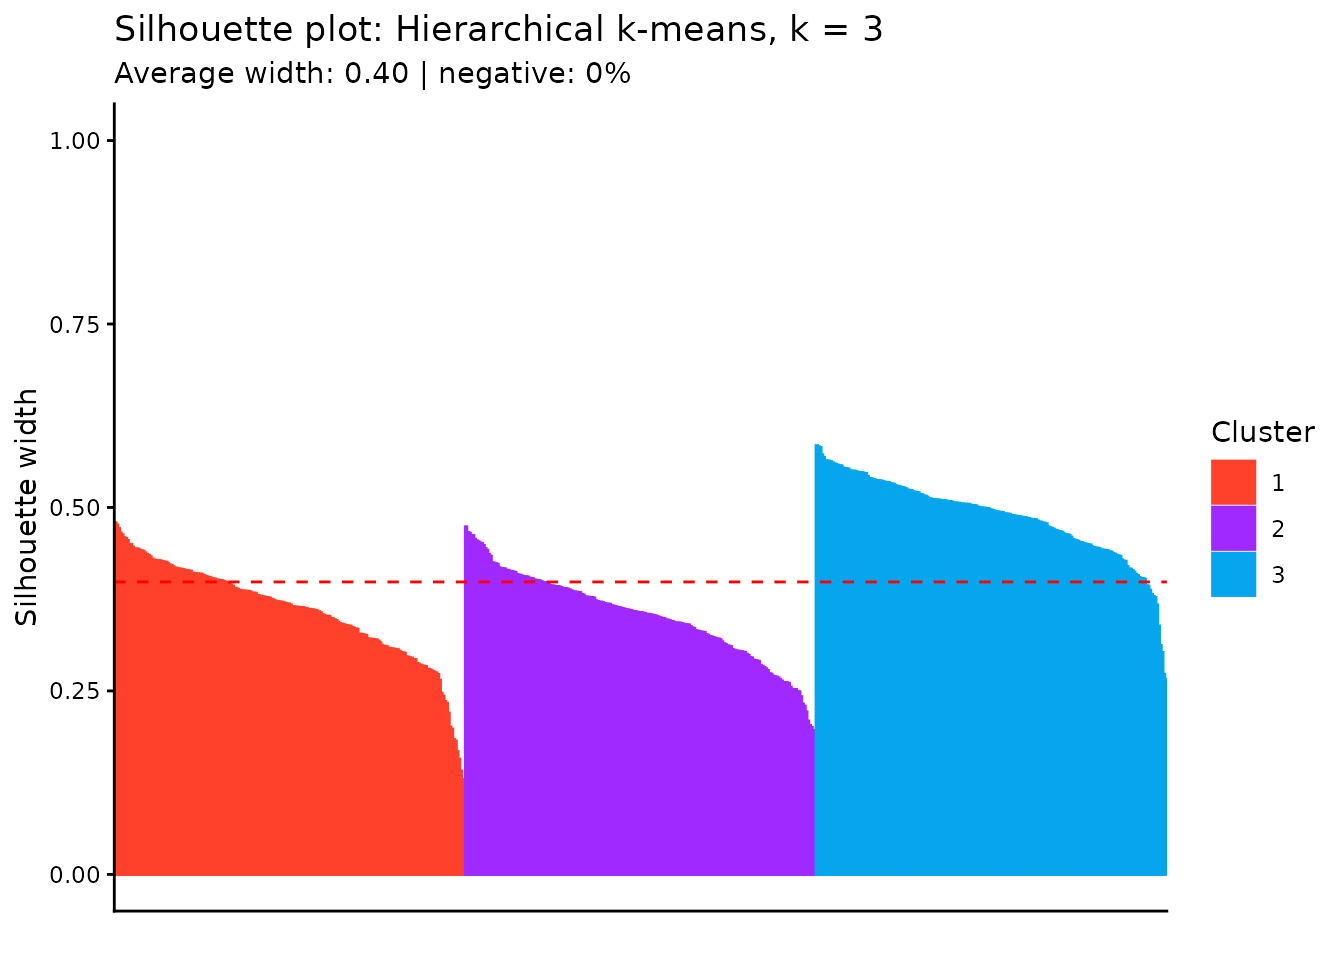 Silhouette plot: Hierarchical k-means, k = 3
Average width: 0.40 | negative: 0%
1.00
0.75
0.50
0.25
0.00
Silhouette width
Cluster
1
2
3